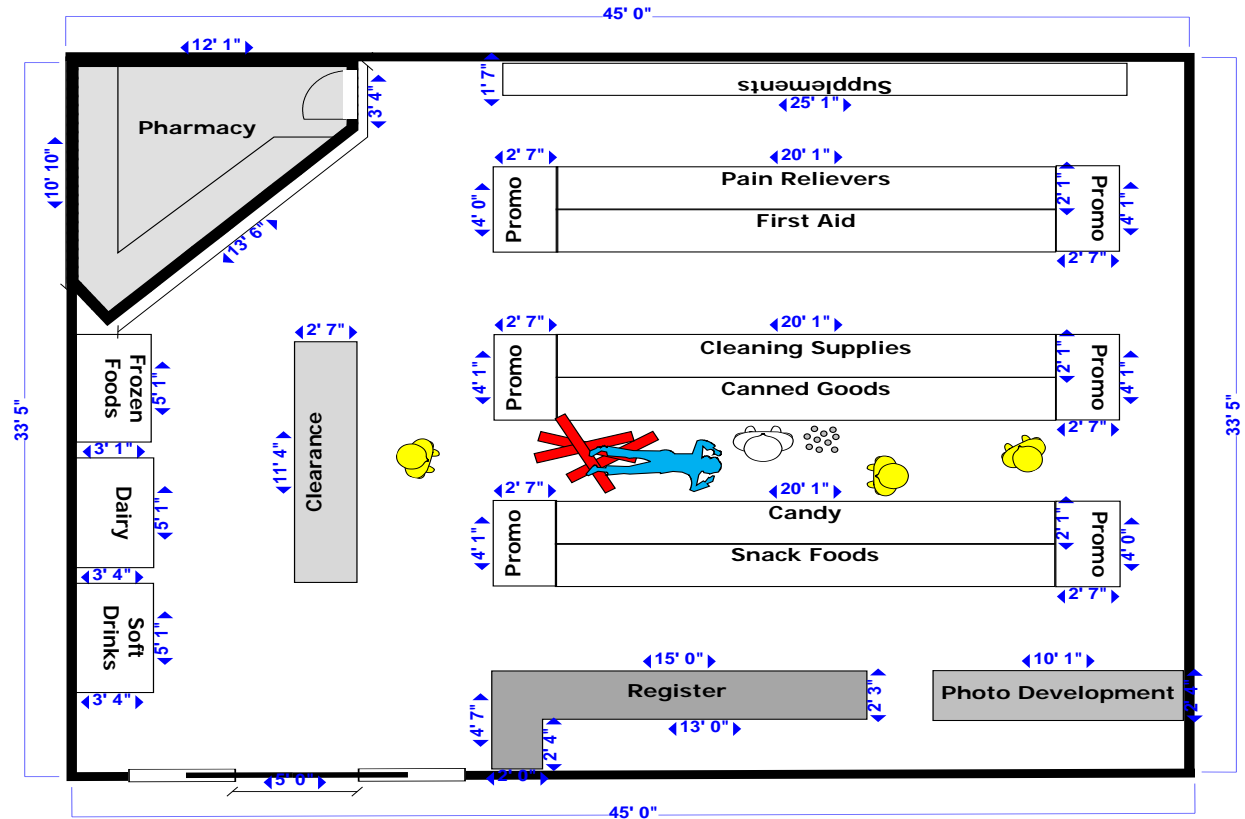 45' 0"
12' 1"
1' 7"
Supplements
25' 1"
3' 4"
Pharmacy
10' 10"
13' 6"
2' 7"
20' 1"
Pain Relievers
First Aid
Promo
4' 0"
2' 1"
Promo
4' 1"
2' 7"
33' 5"
33' 5"
2' 7"
2' 7"
20' 1"
Cleaning Supplies
Canned Goods
Promo
4' 1"
2' 1"
Promo
4' 1"
2' 7"
Frozen
Foods
5' 1"
3' 1"
Clearance
11' 4"
Dairy
5' 1"
3' 4"
2' 7"
20' 1"
Candy
Snack Foods
Promo
4' 1"
2' 1"
Promo
4' 0"
2' 7"
Soft
Drinks
5' 1"
3' 4"
15' 0"
Register
2' 3"
13' 0"
4' 7"
2' 4"
2' 0"
10' 1"
Photo Development
2' 4"
5' 0"
45' 0"